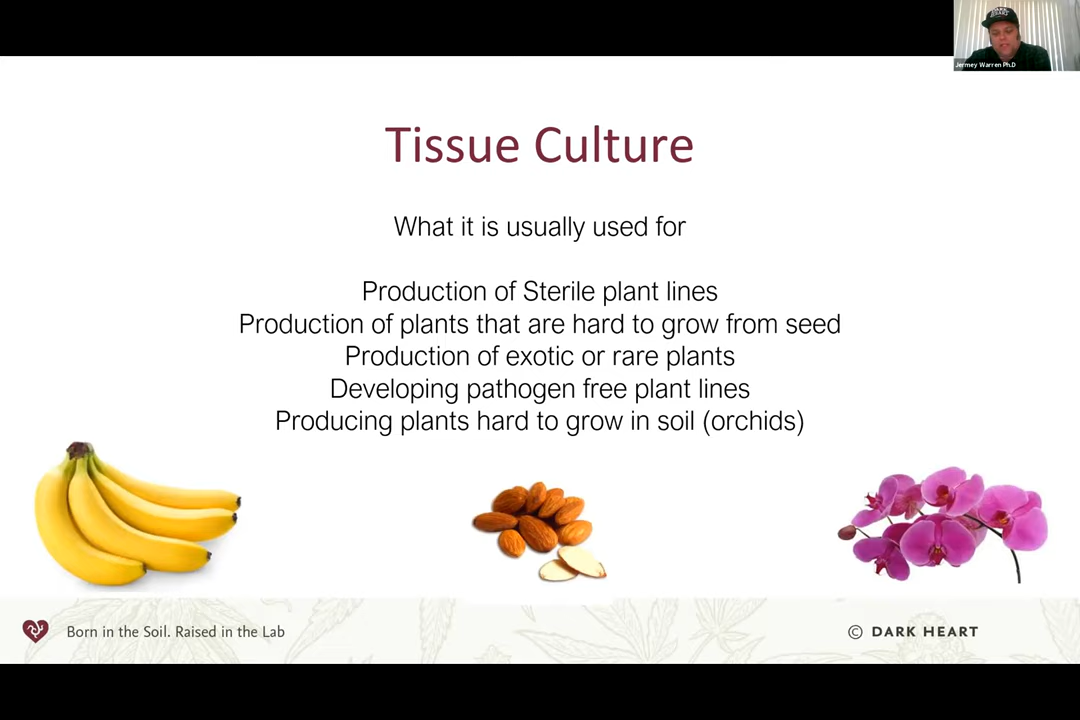 DARK
HEART
Jermey Warren Ph.D
Tissue Culture
What it is usually used for
Production of Sterile plant lines
Production of plants that are hard to grow from seed
Production of exotic or rare plants
Developing pathogen free plant lines
Producing plants hard to grow in soil (orchids)
Born in the Soil. Raised in the Lab
© DARK HEART